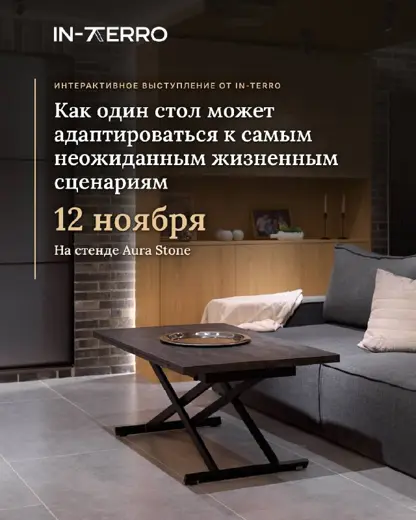 IN-TERRO
ИНТЕРАКТИВНОЕ ВЫСТУПЛЕНИЕ ОТ IN-TERRO
Как один стол может
адаптироваться к самым
неожиданным жизненным
сценариям
12 ноября
На стенде Aura Stone